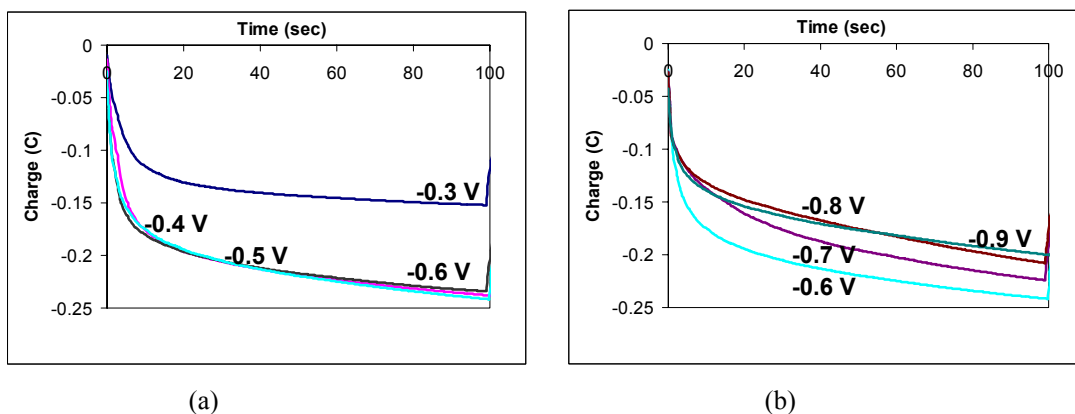 Time (sec)
0
0 20 40 60 80 100
-0.05
-0.1
-0.15
-0.2
-0.25
Charge (C)
-0.3 V
-0.4 V
-0.5 V
-0.6 V
(a)
Time (sec)
0
0 20 40 60 80 100
-0.05
-0.1
-0.15
-0.2
-0.25
Charge (C)
-0.8 V
-0.9 V
-0.7 V
-0.6 V
(b)